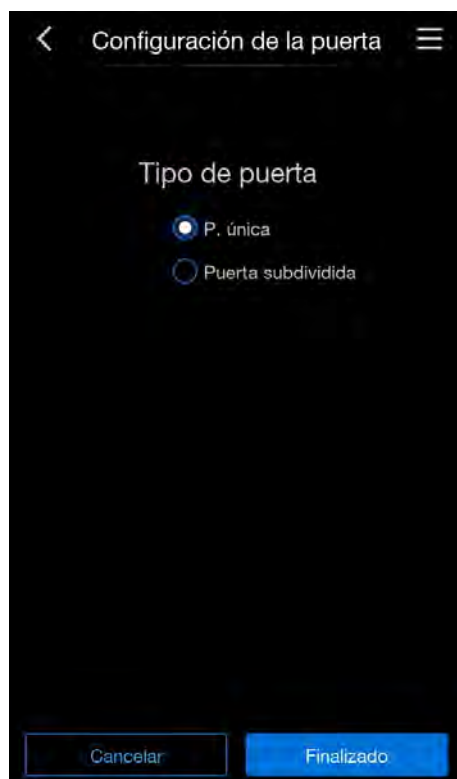 Configuración de la puerta
Tipo de puerta
P. única
Puerta subdividida
Cancelar
Finalizado